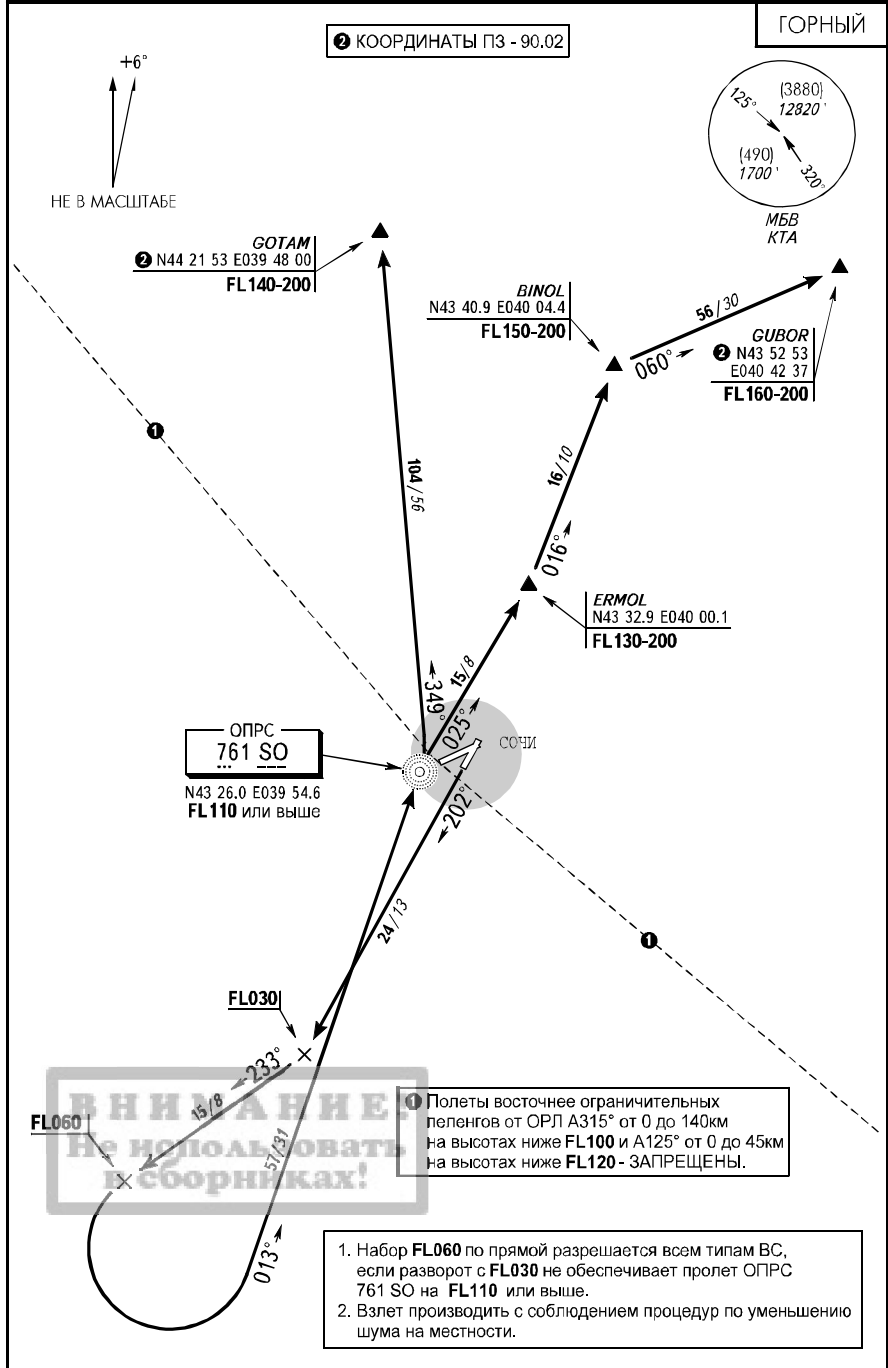 ГОРНЫЙ
❷ КООРДИНАТЫ ПЗ - 90.02
+6°
НЕ В МАСШТАБЕ
125°
(3880)
12820'
(490)
1700'
320°
МБВ
КТА
GOTAM
❷ N44 21 53 E039 48 00
FL140-200
BINOL
N43 40.9 E040 04.4
FL150-200
56/30
060°
GUBOR
❷ N43 52 53
E040 42 37
FL160-200
❶
104/56
16/10
016°
ERMOL
N43 32.9 E040 00.1
FL130-200
15/8
349°
025°
СОЧИ
ОПРС
761 SO
N43 26.0 E039 54.6
FL110 или выше
202°
24/13
❶
FL030
233°
15/8
FL060
57/31
013°
ВНИМАНИЕ!
Не использовать
в сборниках!
❶ Полеты восточнее ограничительных
пеленгов от ОРЛ А315° от 0 до 140км
на высотах ниже FL100 и А125° от 0 до 45км
на высотах ниже FL120 - ЗАПРЕЩЕНЫ.
1. Набор FL060 по прямой разрешается всем типам ВС,
если разворот с FL030 не обеспечивает пролет ОПРС
761 SO на FL110 или выше.
2. Взлет производить с соблюдением процедур по уменьшению
шума на местности.